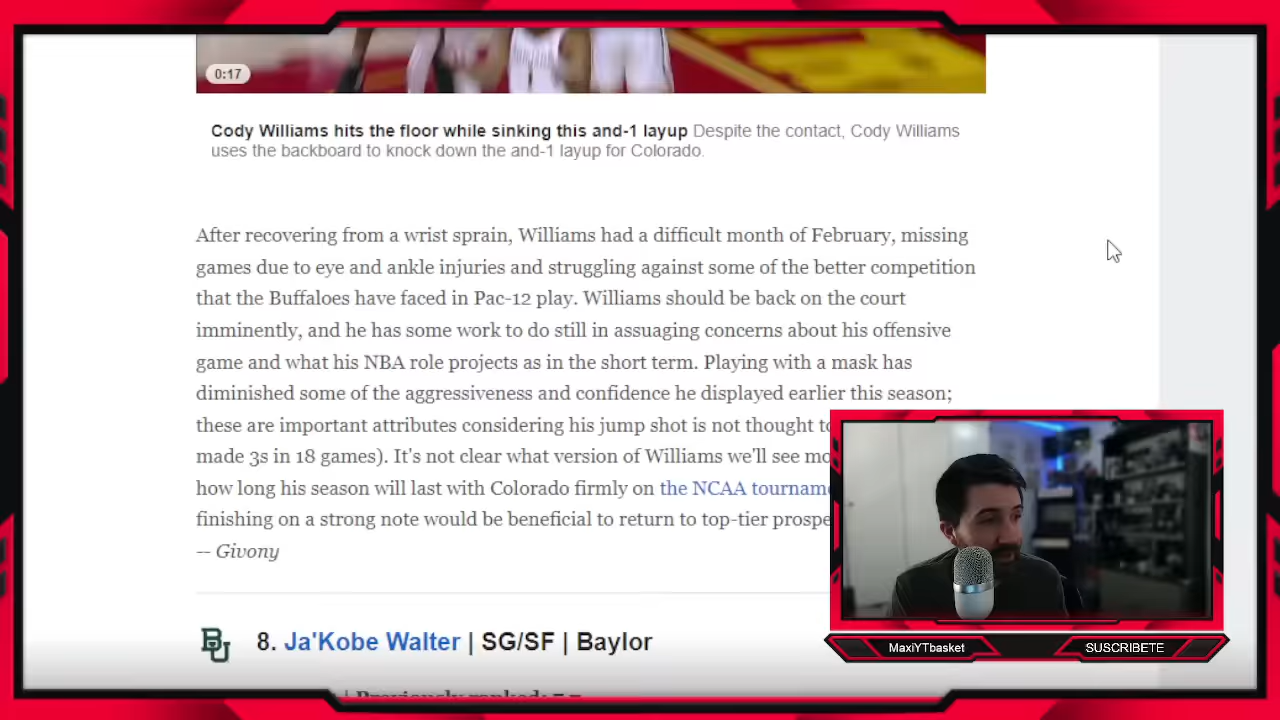 0:17
Cody Williams hits the floor while sinking this and-1 layup Despite the contact, Cody Williams
uses the backboard to knock down the and-1 layup for Colorado.
After recovering from a wrist sprain, Williams had a difficult month of February, missing
games due to eye and ankle injuries and struggling against some of the better competition
that the Buffaloes have faced in Pac-12 play. Williams should be back on the court
imminently, and he has some work to do still in assuaging concerns about his offensive
game and what his NBA role projects as in the short term. Playing with a mask has
diminished some of the aggressiveness and confidence he displayed earlier this season;
these are important attributes considering his jump shot is not thought
made 3s in 18 games). It's not clear what version of Williams we'll see
how long his season will last with Colorado firmly on the NCAA
finishing on a strong note would be beneficial to return to top-tier
-- Givony
BU 8. Ja'Kobe Walter | SG/SF | Baylor
| Previously ranked:
MaxiYTbasket
SUSCRIBETE